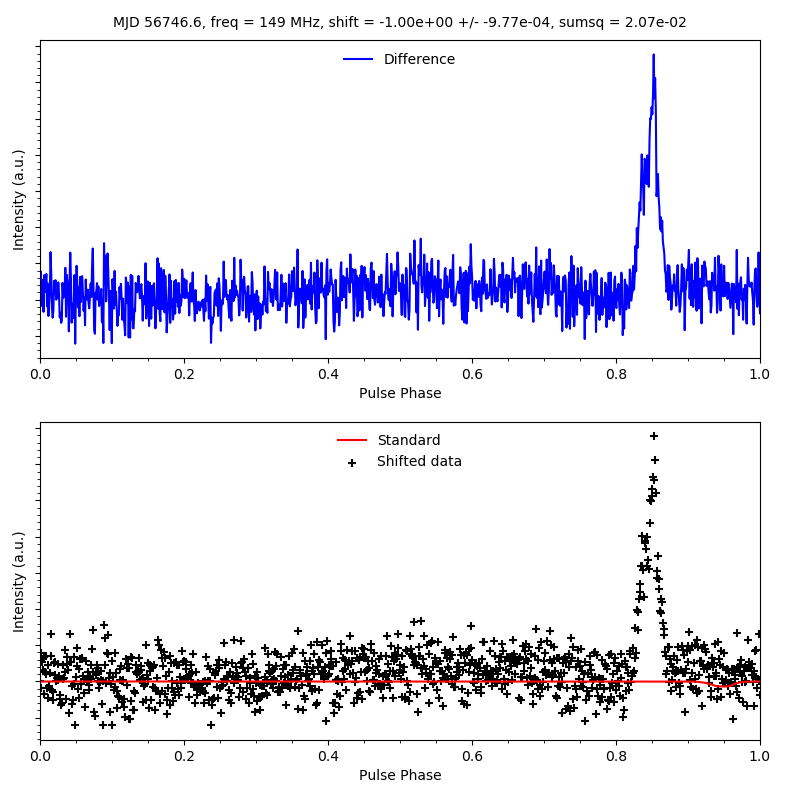 MJD 56746.6, freq = 149 MHz, shift = -1.00e+00 +/- -9.77e-04, sumsq = 2.07e-02
Difference
Intensity (a.u.)
0.0 0.2 0.4 0.6 0.8 1.0
Pulse Phase
Standard
Shifted data
Intensity (a.u.)
0.0 0.2 0.4 0.6 0.8 1.0
Pulse Phase